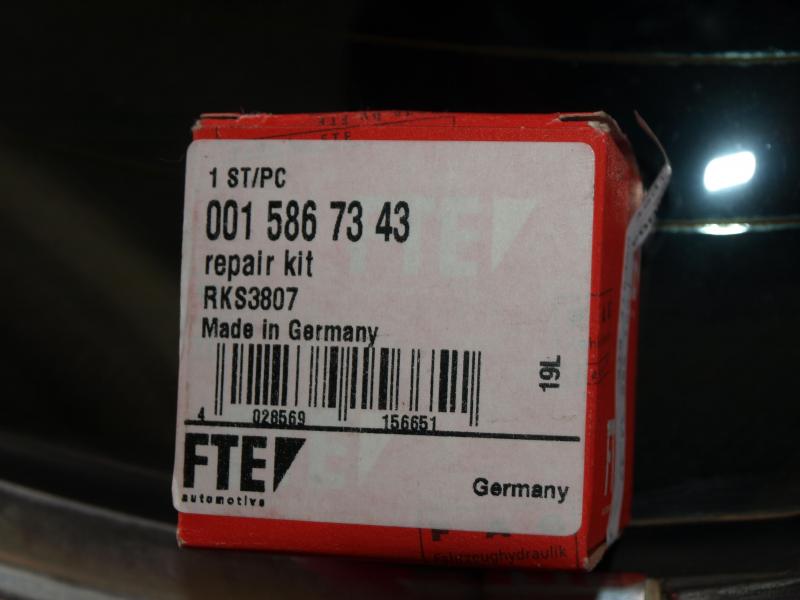 1 ST/PC
001 586 73 43
repair kit
RKS3807
Made in Germany
19L
4 028569 156651
FTE
automotive
Germany
Fahrzeughydraulik